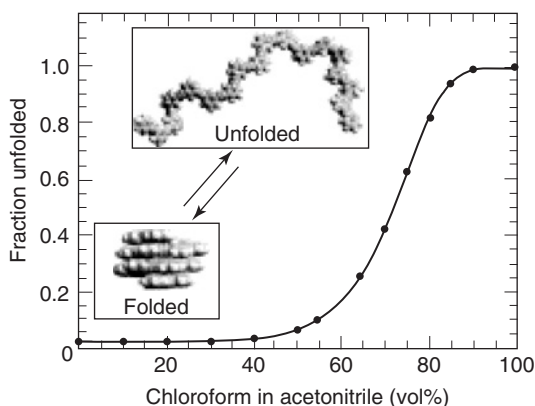 Fraction unfolded
1.0
0.8
0.6
0.4
0.2
0
Unfolded
Folded
0 20 40 60 80 100
Chloroform in acetonitrile (vol%)